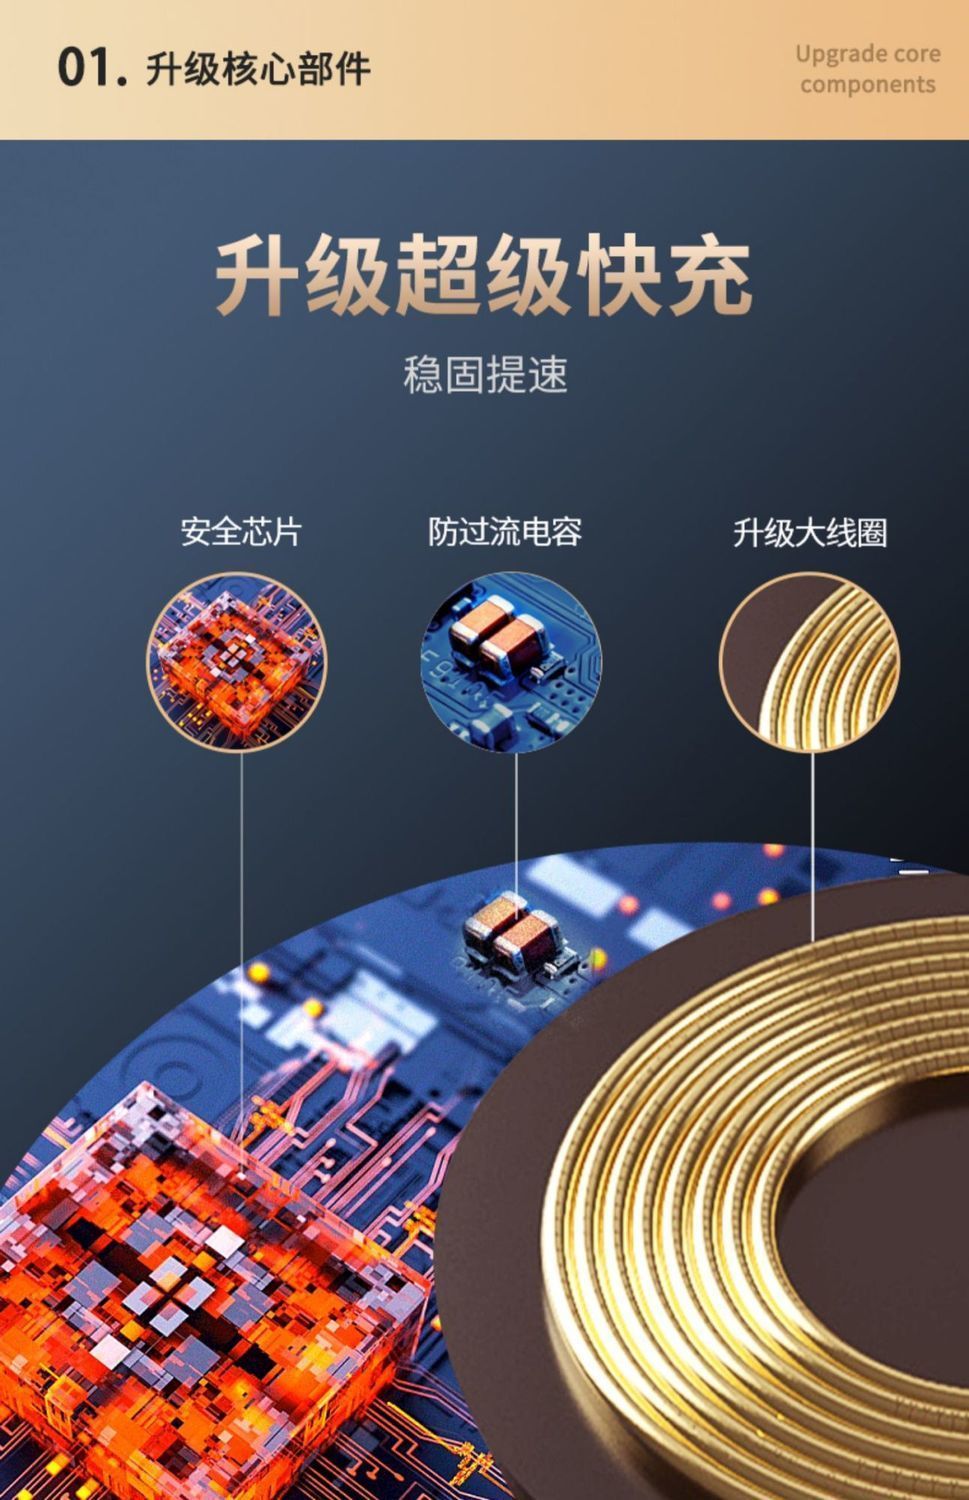 01. 升级核心部件
Upgrade core
components
升级超级快充
稳固提速
安全芯片
防过流电容
升级大线圈